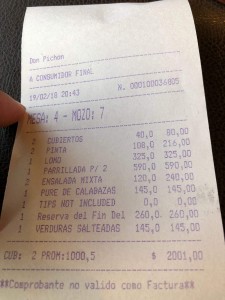 Don Pichon
A CONSUMIDOR FINAL
19/02/18 20:43 N. 000100036805
MESA: 4 - MOZO: 7
2 CUBIERTOS 40,0 80,00
2 PINTA 108,0 216,00
1 LOMO 325,0 325,00
1 PARRILLADA P/ 2 590,0 590,00
2 ENSALADA MIXTA 120,0 240,00
1 PURE DE CALABAZAS 145,0 145,00
1 TIPS NOT INCLUDED 0,0 0,00
1 Reserva del Fin Del 260,0 260,00
1 VERDURAS SALTEADAS 145,0 145,00
CUB: 2 PROM:1000,5 $ 2001,00
**Comprobante no valido como Factura**